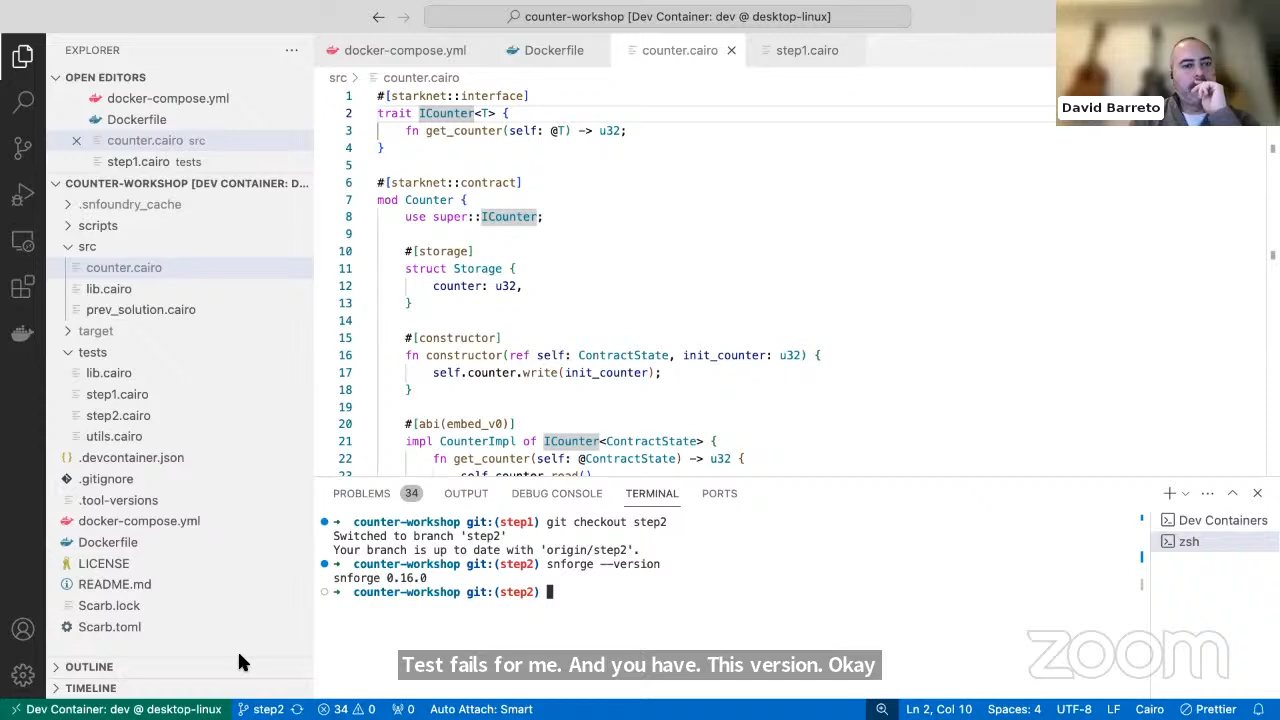 counter-workshop [Dev Container: dev @ desktop-linux]
David Barreto
EXPLORER
OPEN EDITORS
docker-compose.yml
Dockerfile
counter.cairo src
step1.cairo tests
COUNTER-WORKSHOP [DEV CONTAINER: D...
.snfoundry_cache
scripts
src
counter.cairo
lib.cairo
prev_solution.cairo
target
tests
lib.cairo
step1.cairo
step2.cairo
utils.cairo
.devcontainer.json
.gitignore
.tool-versions
docker-compose.yml
Dockerfile
LICENSE
README.md
Scarb.lock
Scarb.toml
OUTLINE
TIMELINE
docker-compose.yml
Dockerfile
counter.cairo
step1.cairo
src > counter.cairo
1 #[starknet::interface]
2 trait ICounter<T> {
3 fn get_counter(self: @T) -> u32;
4 }
5
6 #[starknet::contract]
7 mod Counter {
8 use super::ICounter;
9
10 #[storage]
11 struct Storage {
12 counter: u32,
13 }
14
15 #[constructor]
16 fn constructor(ref self: ContractState, init_counter: u32) {
17 self.counter.write(init_counter);
18 }
19
20 #[abi(embed_v0)]
21 impl CounterImpl of ICounter<ContractState> {
22 fn get_counter(self: @ContractState) -> u32 {
23 self.counter.read()
PROBLEMS 34 OUTPUT DEBUG CONSOLE TERMINAL PORTS
➜ counter-workshop git:(step1) git checkout step2
Switched to branch 'step2'
Your branch is up to date with 'origin/step2'.
➜ counter-workshop git:(step2) snforge --version
snforge 0.16.0
➜ counter-workshop git:(step2)
Dev Containers
zsh
zoom
Test fails for me. And you have. This version. Okay
Dev Container: dev @ desktop-linux step2 34 0 0 Auto Attach: Smart Ln 2, Col 10 Spaces: 4 UTF-8 LF Cairo Prettier